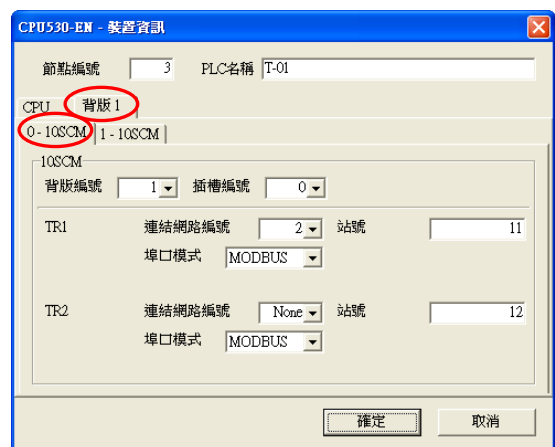 CPU530-EN - 裝置資訊
節點編號 3 PLC名稱 T-01
CPU 背版 1
0 - 10SCM 1 - 10SCM
10SCM
背版編號 1 插槽編號 0
TR1 連結網路編號 2 站號 11
埠口模式 MODBUS
TR2 連結網路編號 None 站號 12
埠口模式 MODBUS
確定 取消